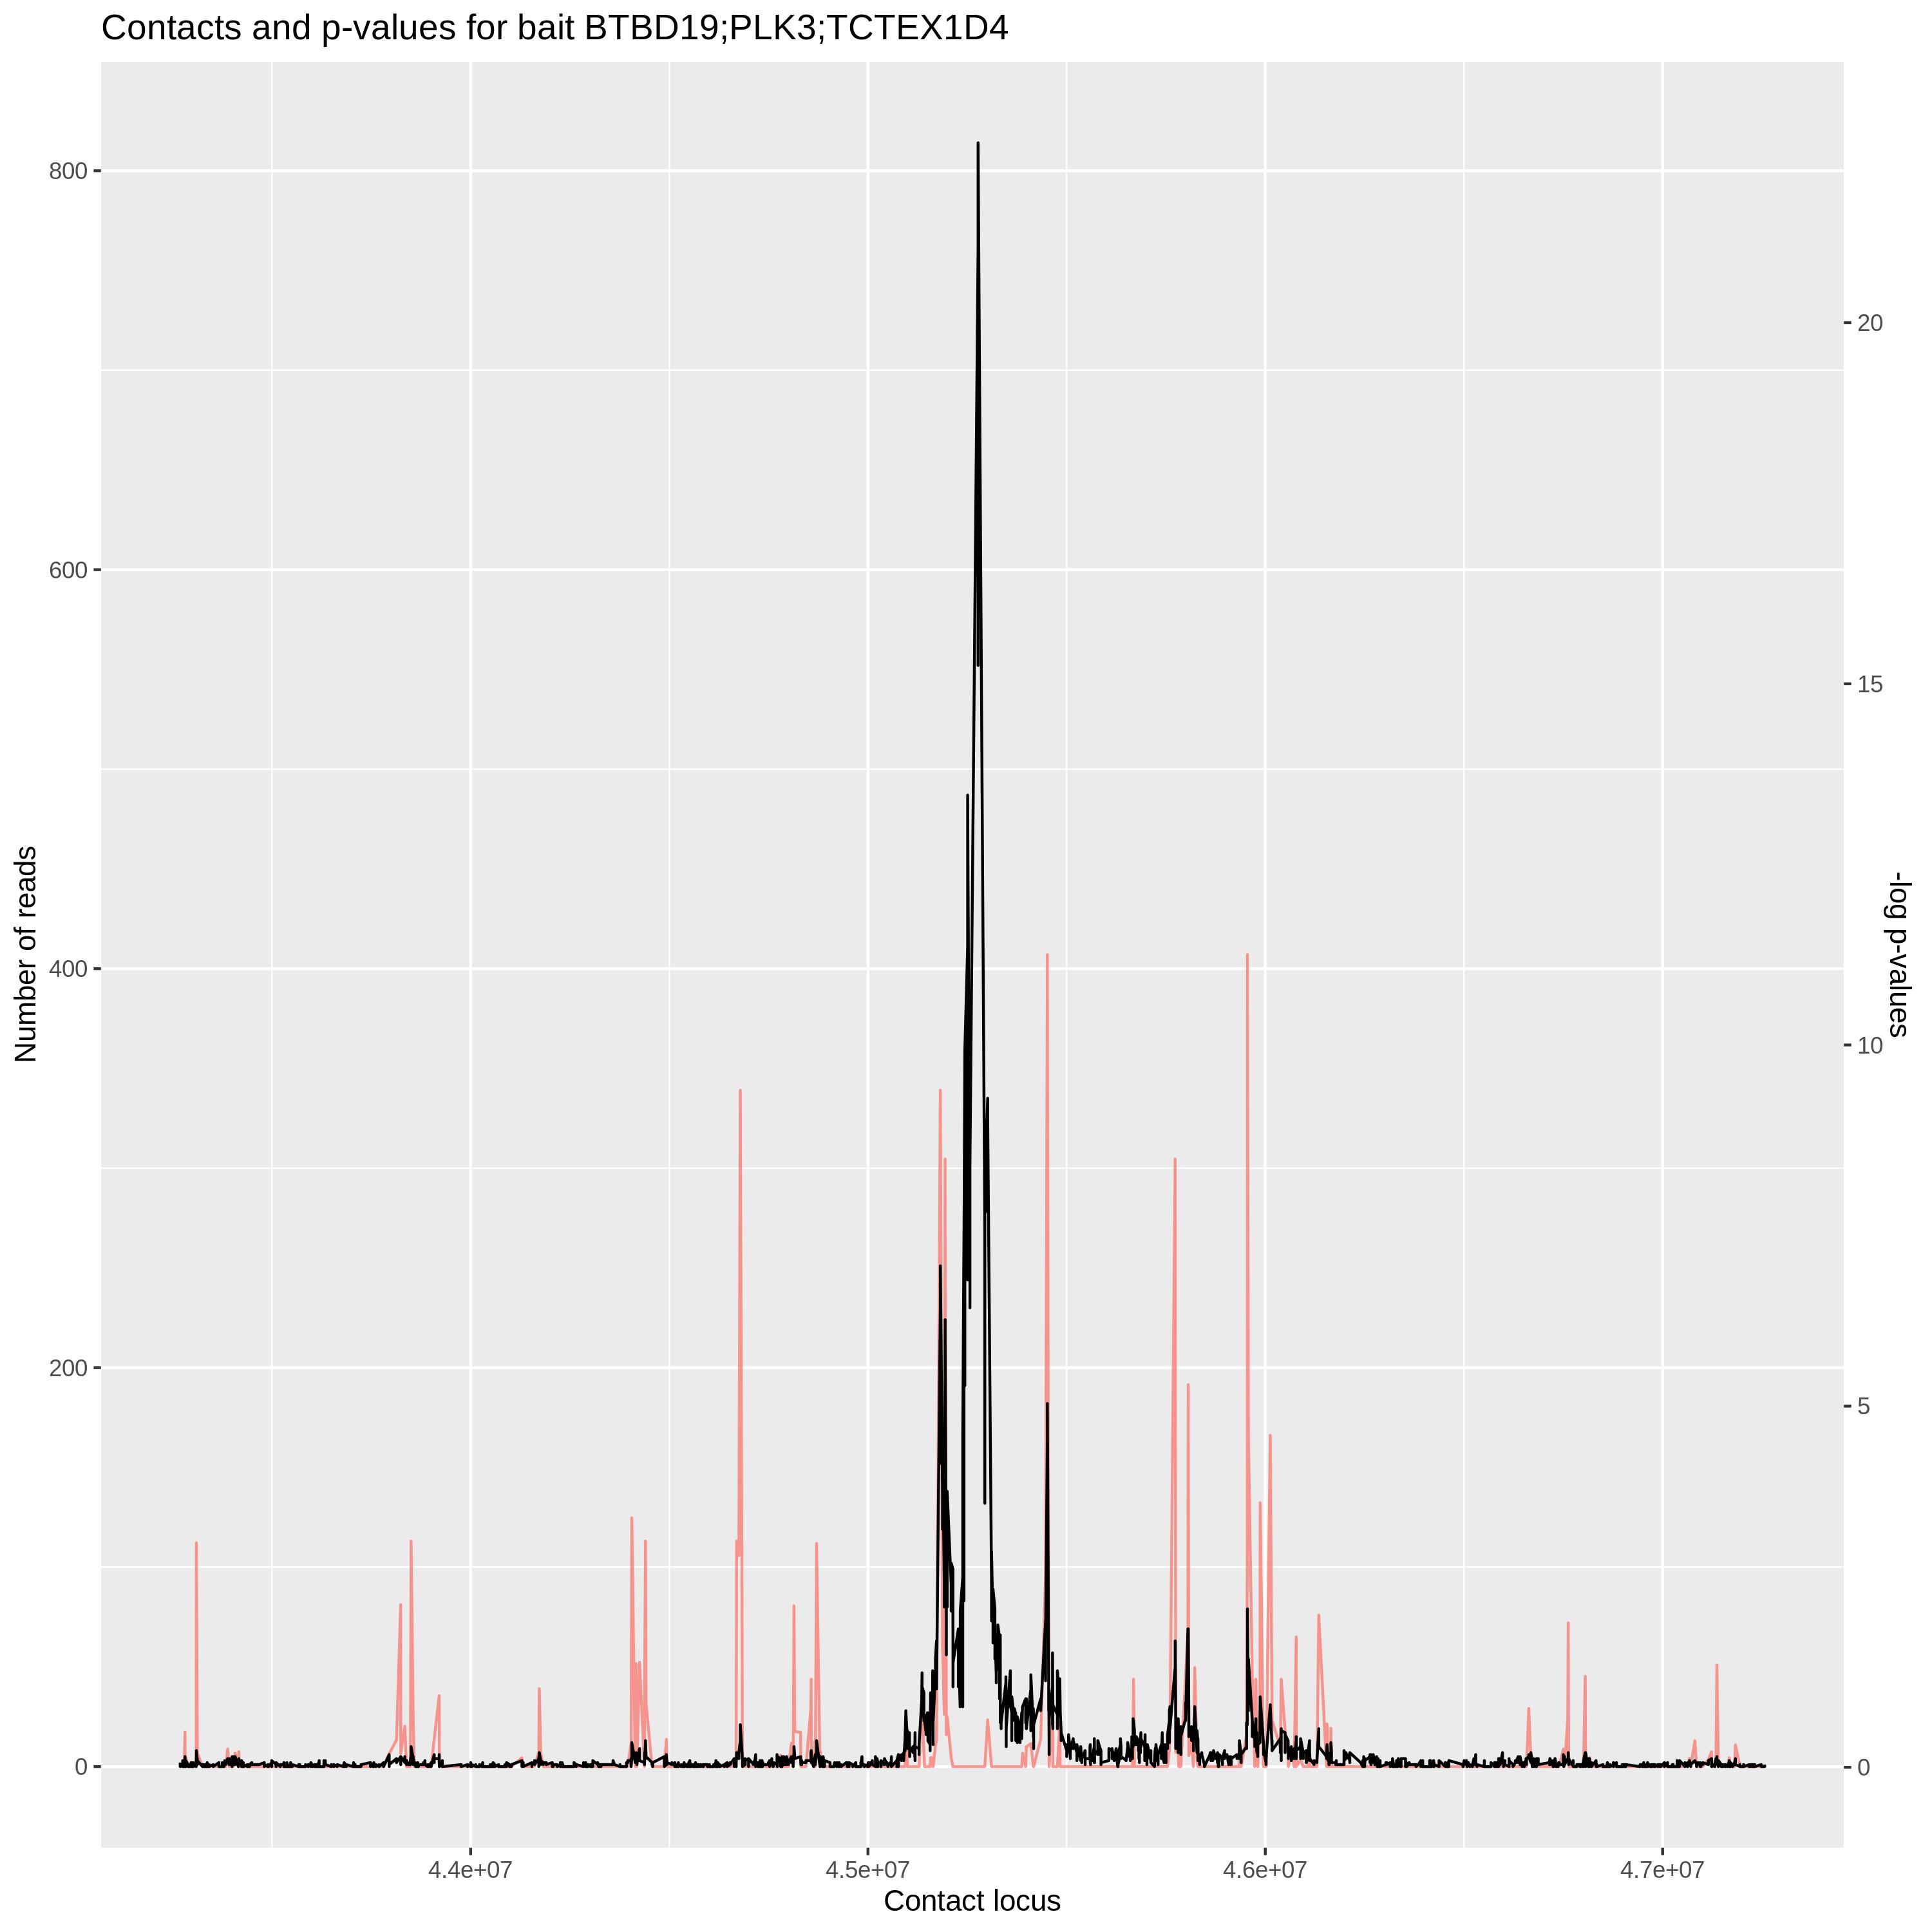 Contacts and p-values for bait BTBD19;PLK3;TCTEX1D4
800
600
400
200
0
Number of reads
20
15
10
5
0
-log p-values
4.4e+07 4.5e+07 4.6e+07 4.7e+07
Contact locus